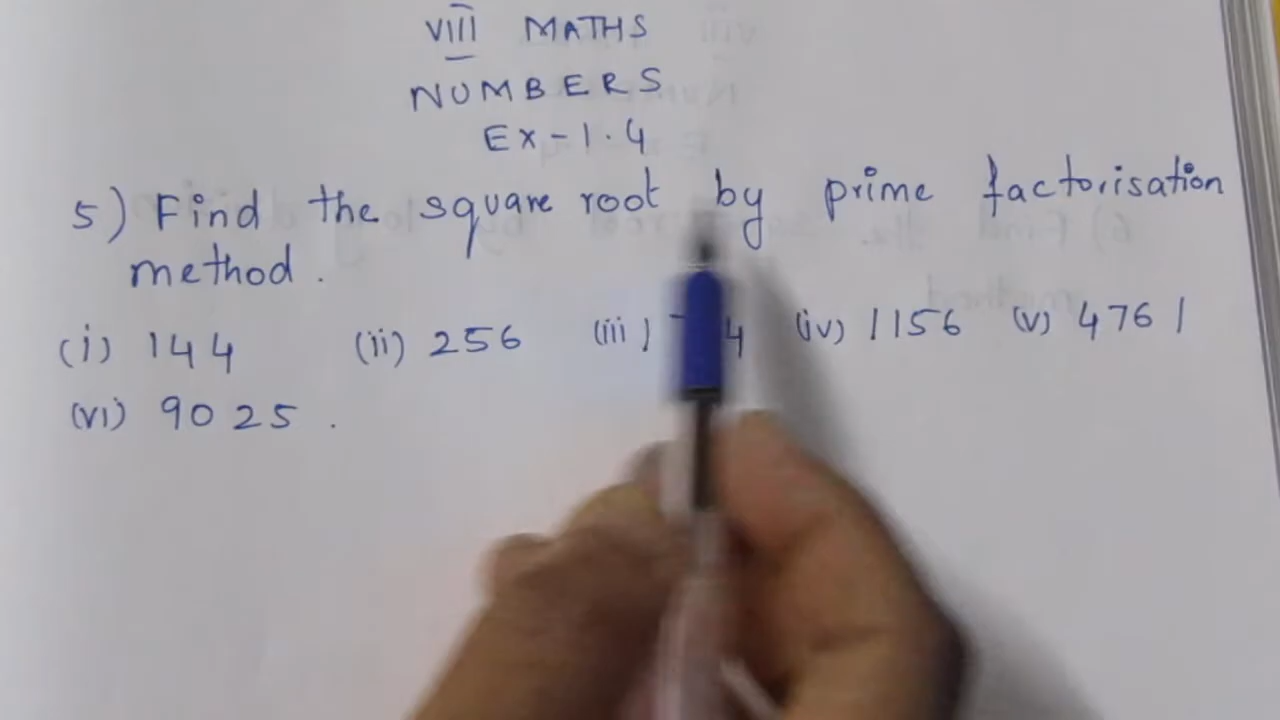 VIII MATHS
NUMBERS
Ex-1.4
5) Find the square root by prime factorisation
method.
(i) 144 (ii) 256 (iii) 4 (iv) 1156 (v) 4761
(vi) 9025.